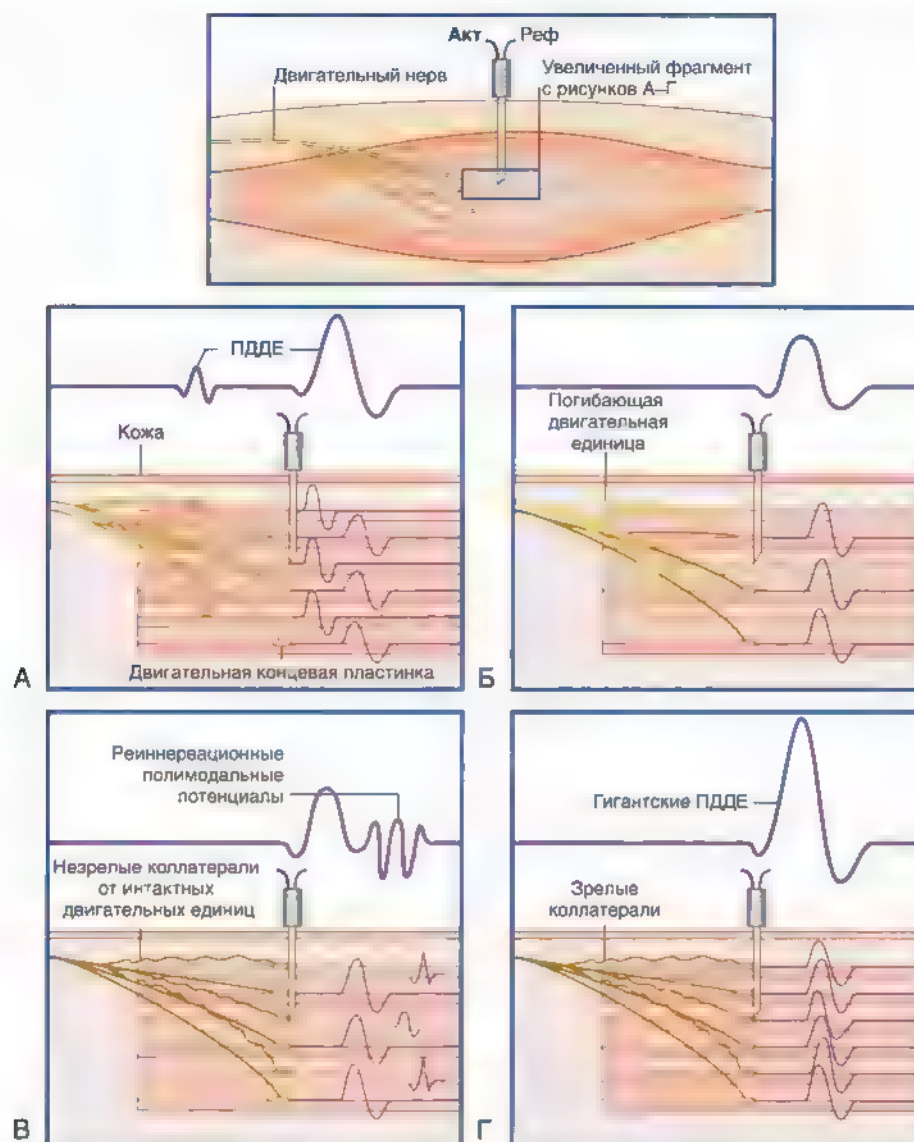 Акт Реф
Двигательный нерв
Увеличенный фрагмент
с рисунков А–Г
ПДДЕ
Кожа
Двигательная концевая пластинка
А
Погибающая
двигательная
единица
Б
Реиннервационные
полимодальные
потенциалы
Незрелые коллатерали
от интактных
двигательных единиц
В
Гигантские ПДДЕ
Зрелые
коллатерали
Г